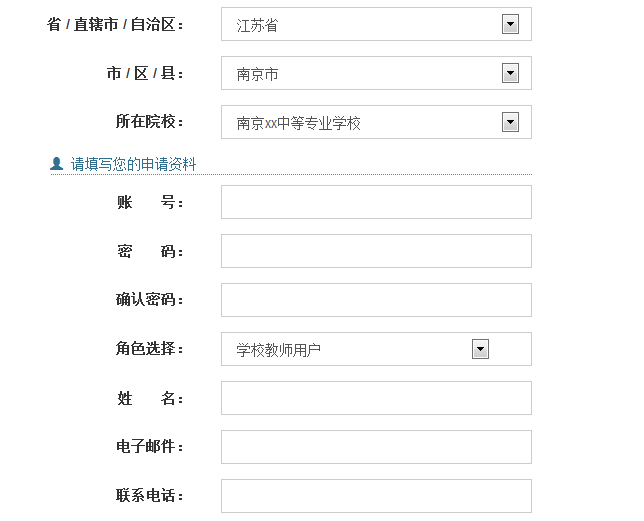 省 / 直辖市 / 自治区： 江苏省
市 / 区 / 县： 南京市
所在院校： 南京xx中等专业学校
请填写您的申请资料
账 号：
密 码：
确认密码：
角色选择： 学校教师用户
姓 名：
电子邮件：
联系电话：